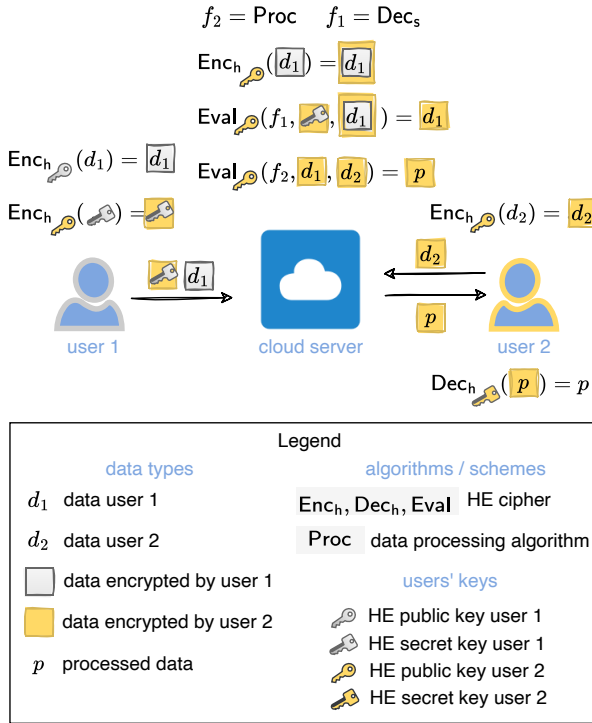 f₂ = Proc f₁ = Decₛ
Encₕ(d₁) = d₁
Eval(f₁, , d₁) = d₁
Encₕ(d₁) = d₁
Eval(f₂, d₁, d₂) = p
Encₕ( ) =
Encₕ(d₂) = d₂
d₁
d₂
p
user 1
cloud server
user 2
Decₕ(p) = p
Legend
data types
algorithms / schemes
d₁ data user 1
Encₕ, Decₕ, Eval HE cipher
d₂ data user 2
Proc data processing algorithm
data encrypted by user 1
users' keys
data encrypted by user 2
HE public key user 1
HE secret key user 1
p processed data
HE public key user 2
HE secret key user 2